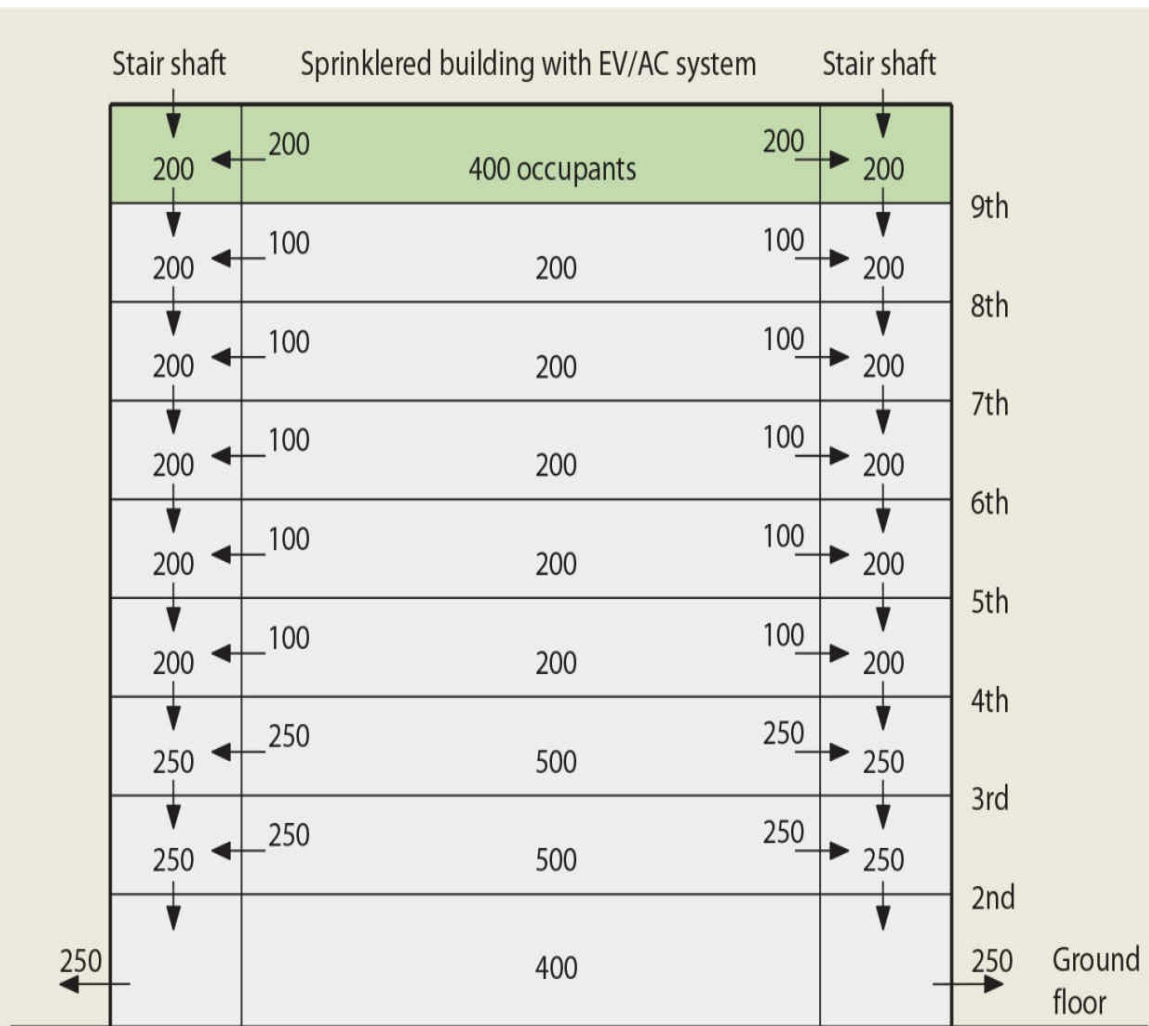 Stair shaft Sprinklered building with EV/AC system Stair shaft
200 200 400 occupants 200 200
9th
200 100 200 100 200
8th
200 100 200 100 200
7th
200 100 200 100 200
6th
200 100 200 100 200
5th
200 100 200 100 200
4th
250 250 500 250 250
3rd
250 250 500 250 250
2nd
250 400 250 Ground
floor